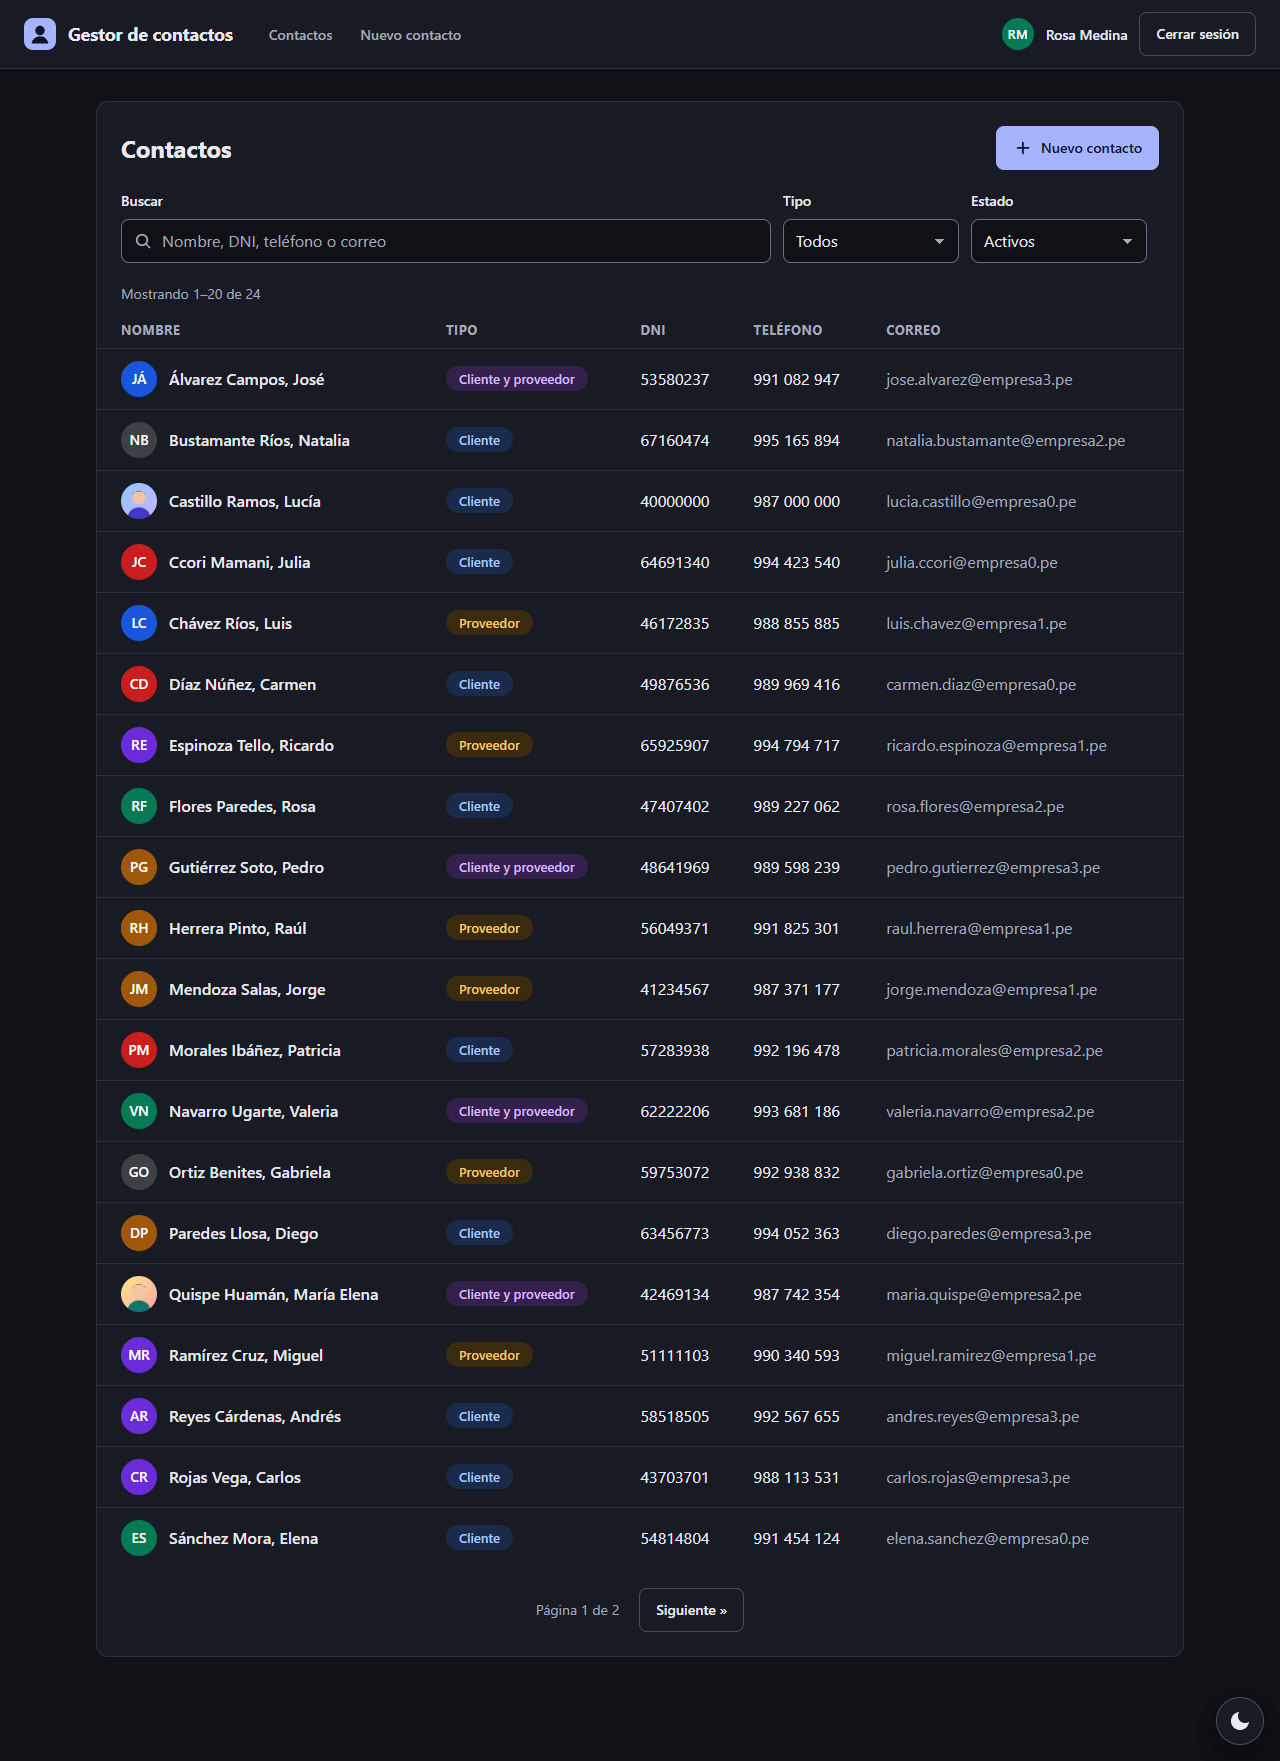 Gestor de contactos Contactos Nuevo contacto RM Rosa Medina Cerrar sesión
Contactos + Nuevo contacto
Buscar Tipo Estado
Nombre, DNI, teléfono o correo Todos Activos
Mostrando 1–20 de 24
NOMBRE TIPO DNI TELÉFONO CORREO
JÁ Álvarez Campos, José Cliente y proveedor 53580237 991 082 947 jose.alvarez@empresa3.pe
NB Bustamante Ríos, Natalia Cliente 67160474 995 165 894 natalia.bustamante@empresa2.pe
Castillo Ramos, Lucía Cliente 40000000 987 000 000 lucia.castillo@empresa0.pe
JC Ccori Mamani, Julia Cliente 64691340 994 423 540 julia.ccori@empresa0.pe
LC Chávez Ríos, Luis Proveedor 46172835 988 855 885 luis.chavez@empresa1.pe
CD Díaz Núñez, Carmen Cliente 49876536 989 969 416 carmen.diaz@empresa0.pe
RE Espinoza Tello, Ricardo Proveedor 65925907 994 794 717 ricardo.espinoza@empresa1.pe
RF Flores Paredes, Rosa Cliente 47407402 989 227 062 rosa.flores@empresa2.pe
PG Gutiérrez Soto, Pedro Cliente y proveedor 48641969 989 598 239 pedro.gutierrez@empresa3.pe
RH Herrera Pinto, Raúl Proveedor 56049371 991 825 301 raul.herrera@empresa1.pe
JM Mendoza Salas, Jorge Proveedor 41234567 987 371 177 jorge.mendoza@empresa1.pe
PM Morales Ibáñez, Patricia Cliente 57283938 992 196 478 patricia.morales@empresa2.pe
VN Navarro Ugarte, Valeria Cliente y proveedor 62222206 993 681 186 valeria.navarro@empresa2.pe
GO Ortiz Benites, Gabriela Proveedor 59753072 992 938 832 gabriela.ortiz@empresa0.pe
DP Paredes Llosa, Diego Cliente 63456773 994 052 363 diego.paredes@empresa3.pe
Quispe Huamán, María Elena Cliente y proveedor 42469134 987 742 354 maria.quispe@empresa2.pe
MR Ramírez Cruz, Miguel Proveedor 51111103 990 340 593 miguel.ramirez@empresa1.pe
AR Reyes Cárdenas, Andrés Cliente 58518505 992 567 655 andres.reyes@empresa3.pe
CR Rojas Vega, Carlos Cliente 43703701 988 113 531 carlos.rojas@empresa3.pe
ES Sánchez Mora, Elena Cliente 54814804 991 454 124 elena.sanchez@empresa0.pe
Página 1 de 2 Siguiente »